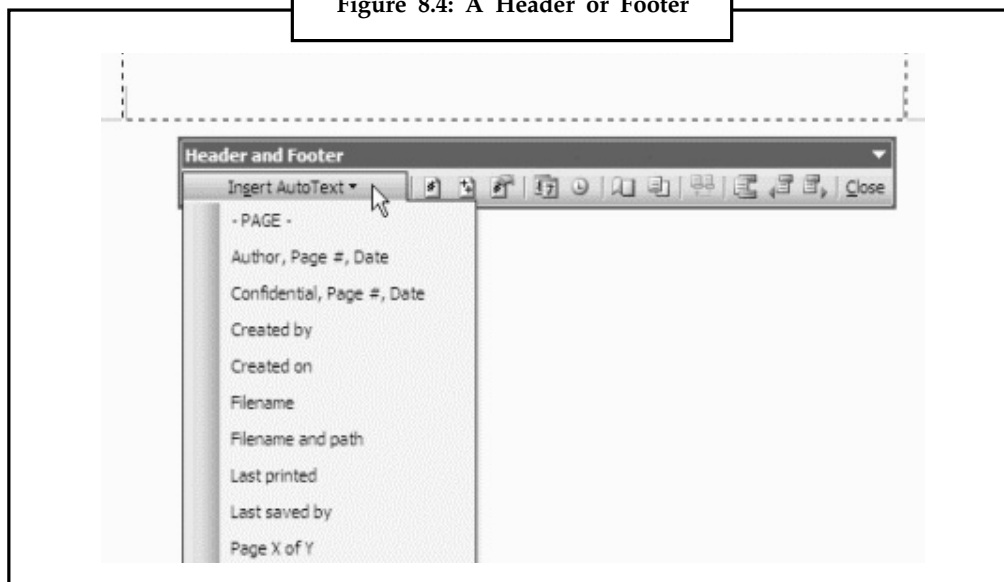 Figure 8.4: A Header or Footer
Header and Footer
Insert AutoText
Close
- PAGE -
Author, Page #, Date
Confidential, Page #, Date
Created by
Created on
Filename
Filename and path
Last printed
Last saved by
Page X of Y